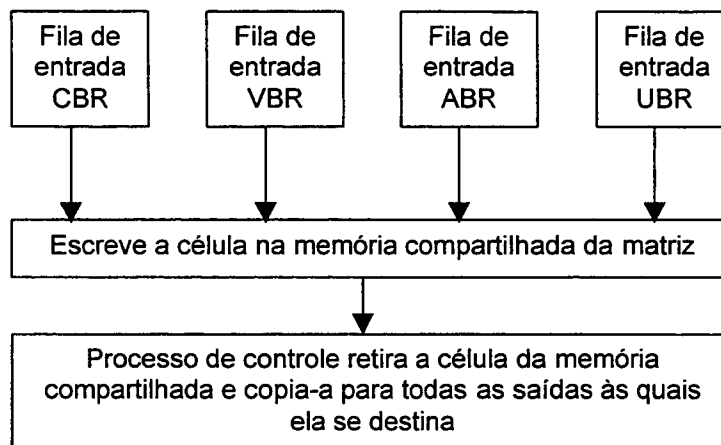 Fila de
entrada
CBR
Fila de
entrada
VBR
Fila de
entrada
ABR
Fila de
entrada
UBR
Escreve a célula na memória compartilhada da matriz
Processo de controle retira a célula da memória
compartilhada e copia-a para todas as saídas às quais
ela se destina